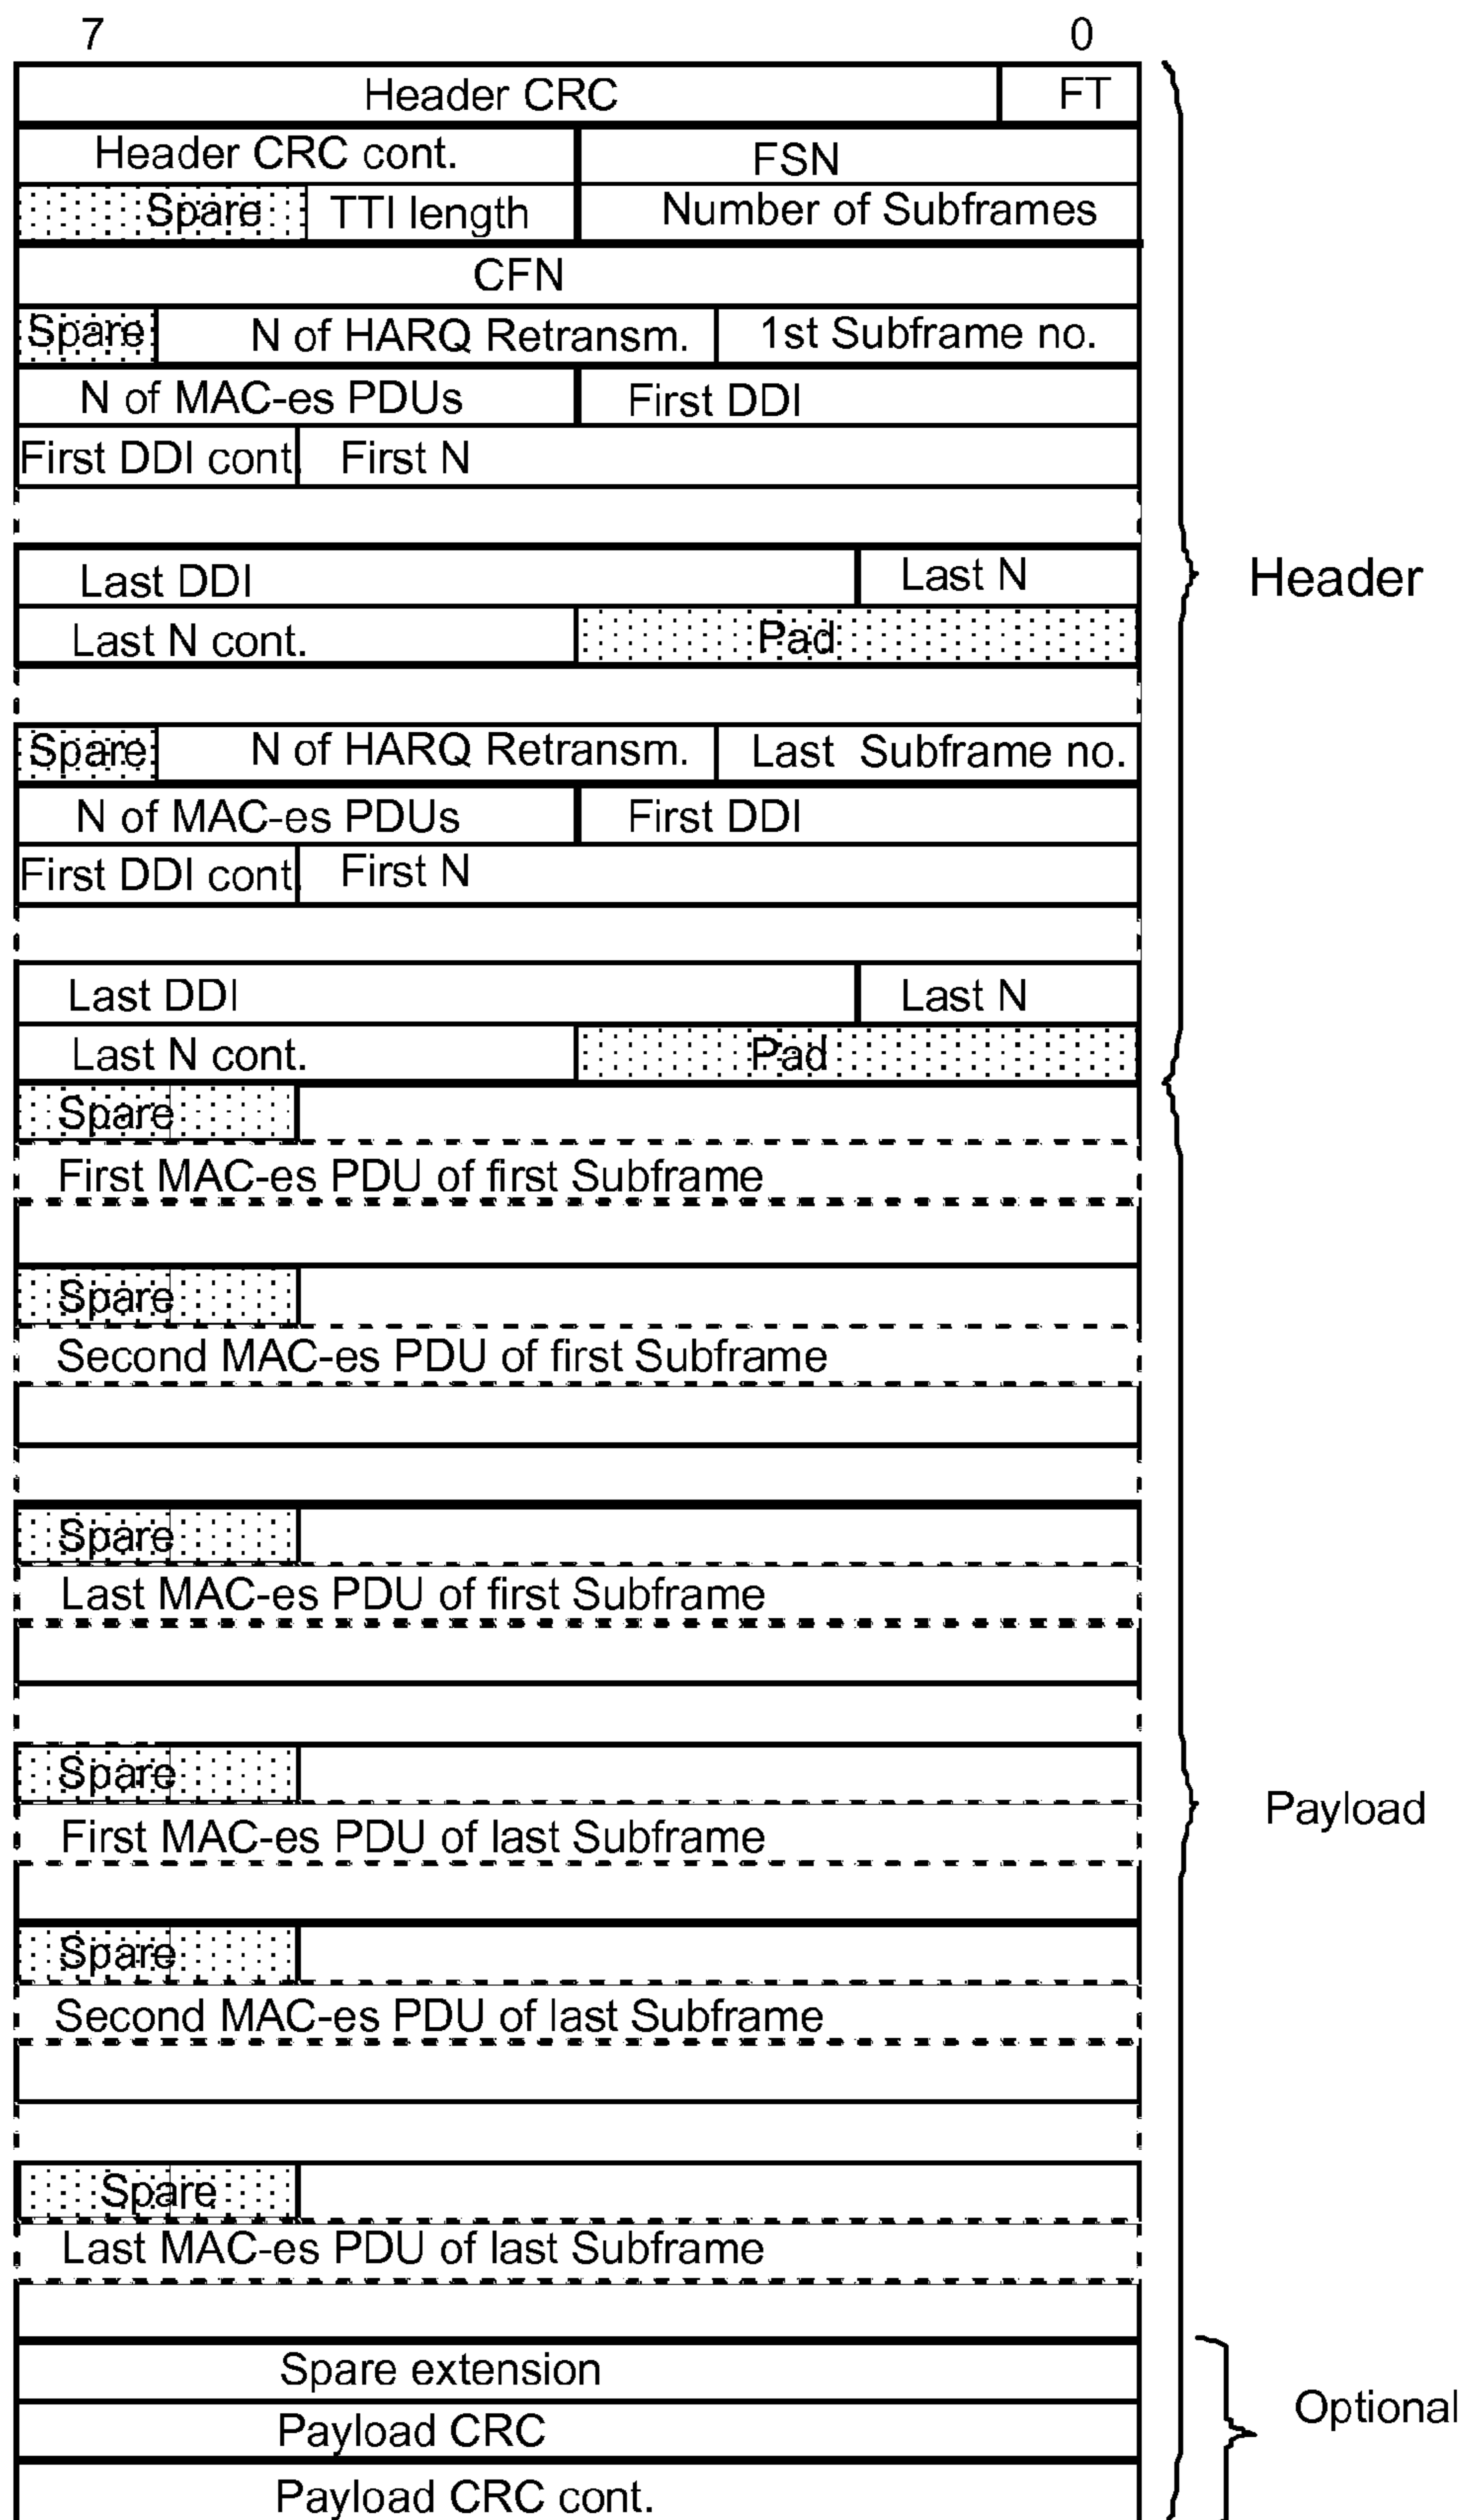 7 0
Header CRC FT
Header CRC cont. FSN
Spare TTI length Number of Subframes
CFN
Spare N of HARQ Retransm. 1st Subframe no.
N of MAC-es PDUs First DDI
First DDI cont. First N
Header
Last DDI Last N
Last N cont. Pad
Spare N of HARQ Retransm. Last Subframe no.
N of MAC-es PDUs First DDI
First DDI cont. First N
Last DDI Last N
Last N cont. Pad
Spare
First MAC-es PDU of first Subframe
Spare
Second MAC-es PDU of first Subframe
Spare
Last MAC-es PDU of first Subframe
Spare
Payload
First MAC-es PDU of last Subframe
Spare
Second MAC-es PDU of last Subframe
Spare
Last MAC-es PDU of last Subframe
Spare extension
Optional
Payload CRC
Payload CRC cont.